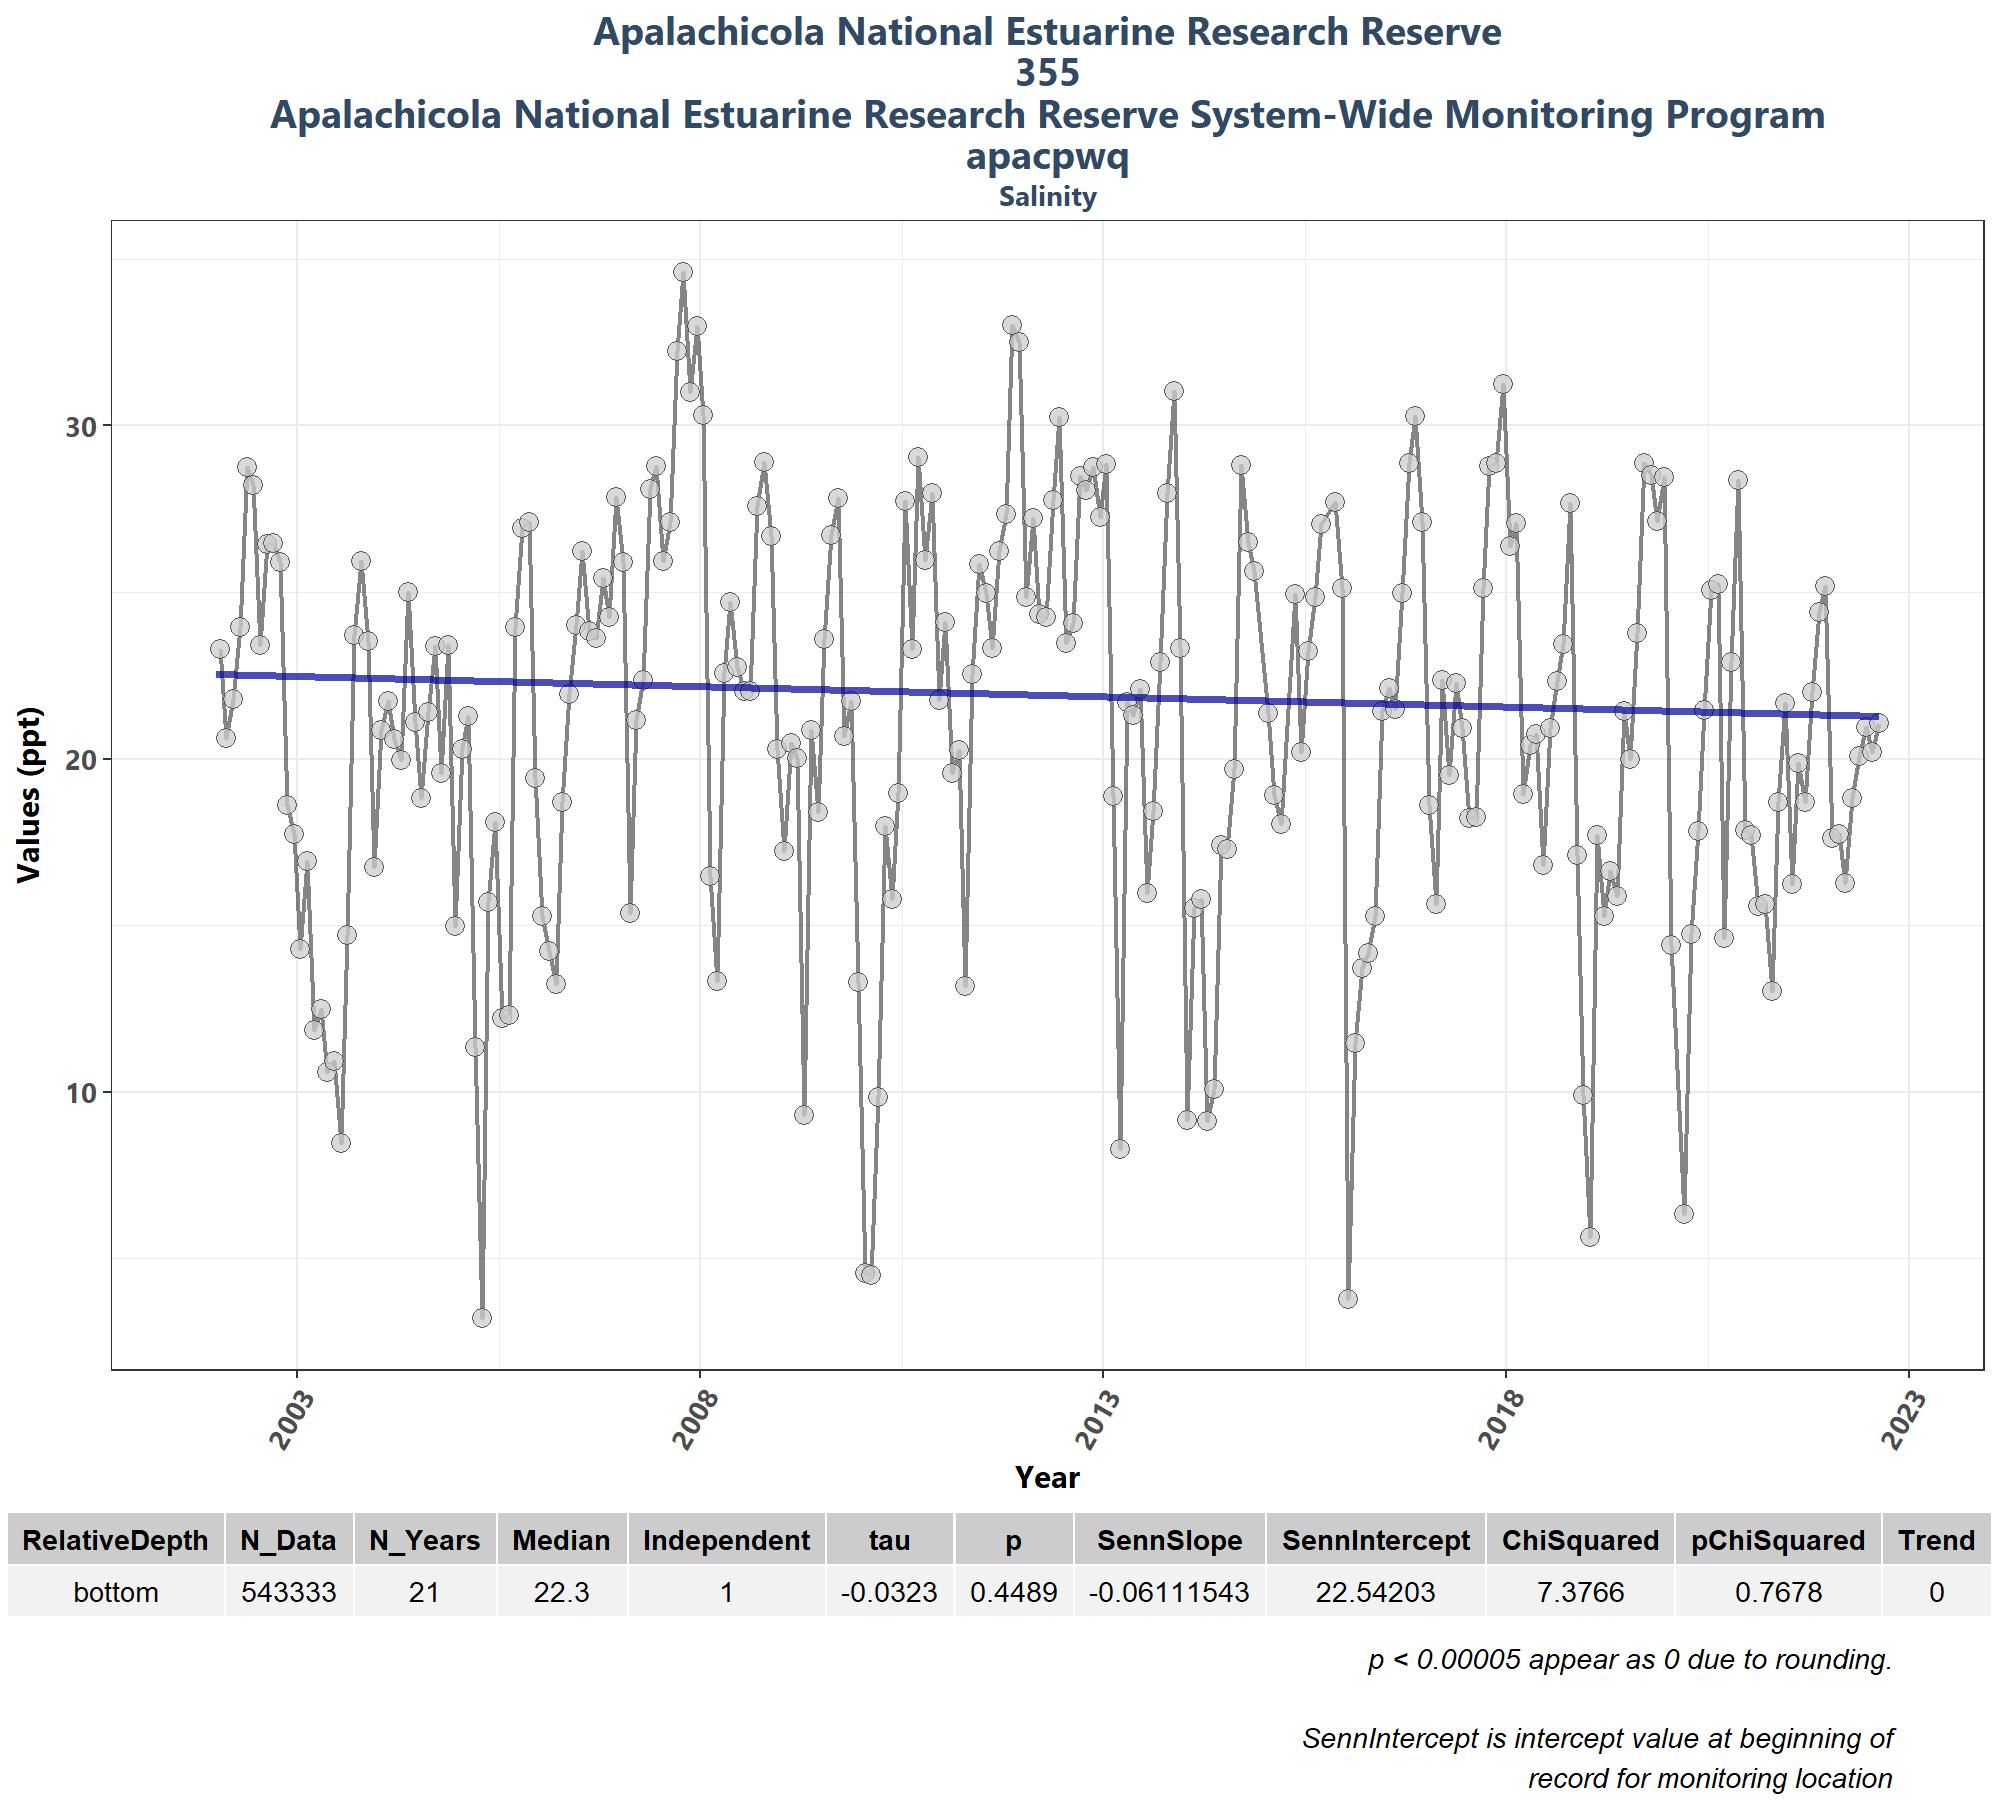 Apalachicola National Estuarine Research Reserve
355
Apalachicola National Estuarine Research Reserve System-Wide Monitoring Program
apacpwq
Salinity
Values (ppt)
30
20
10
2003
2008
2013
2018
2023
Year
RelativeDepth N_Data N_Years Median Independent tau p SennSlope SennIntercept ChiSquared pChiSquared Trend
bottom 543333 21 22.3 1 -0.0323 0.4489 -0.06111543 22.54203 7.3766 0.7678 0
p < 0.00005 appear as 0 due to rounding.
SennIntercept is intercept value at beginning of
record for monitoring location